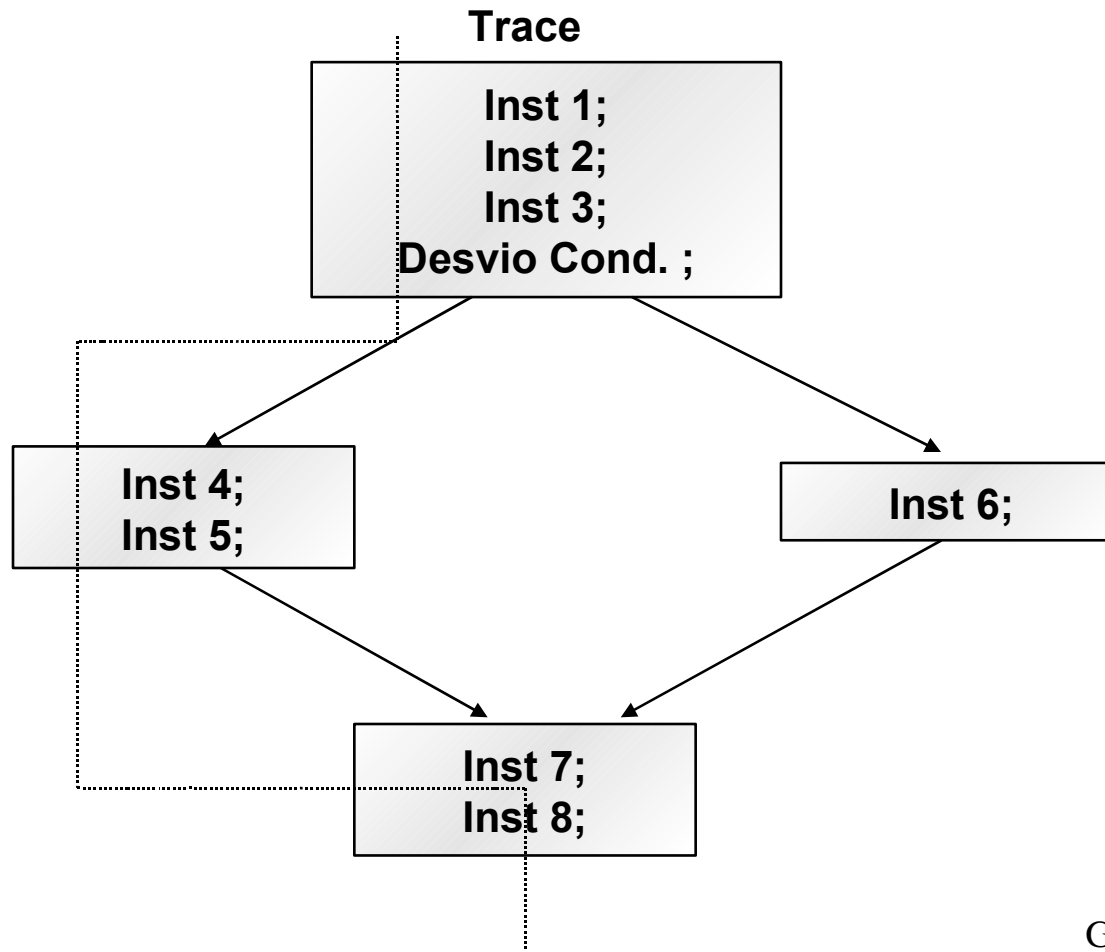 Trace
Inst 1;
Inst 2;
Inst 3;
Desvio Cond. ;
Inst 4;
Inst 5;
Inst 6;
Inst 7;
Inst 8;
G